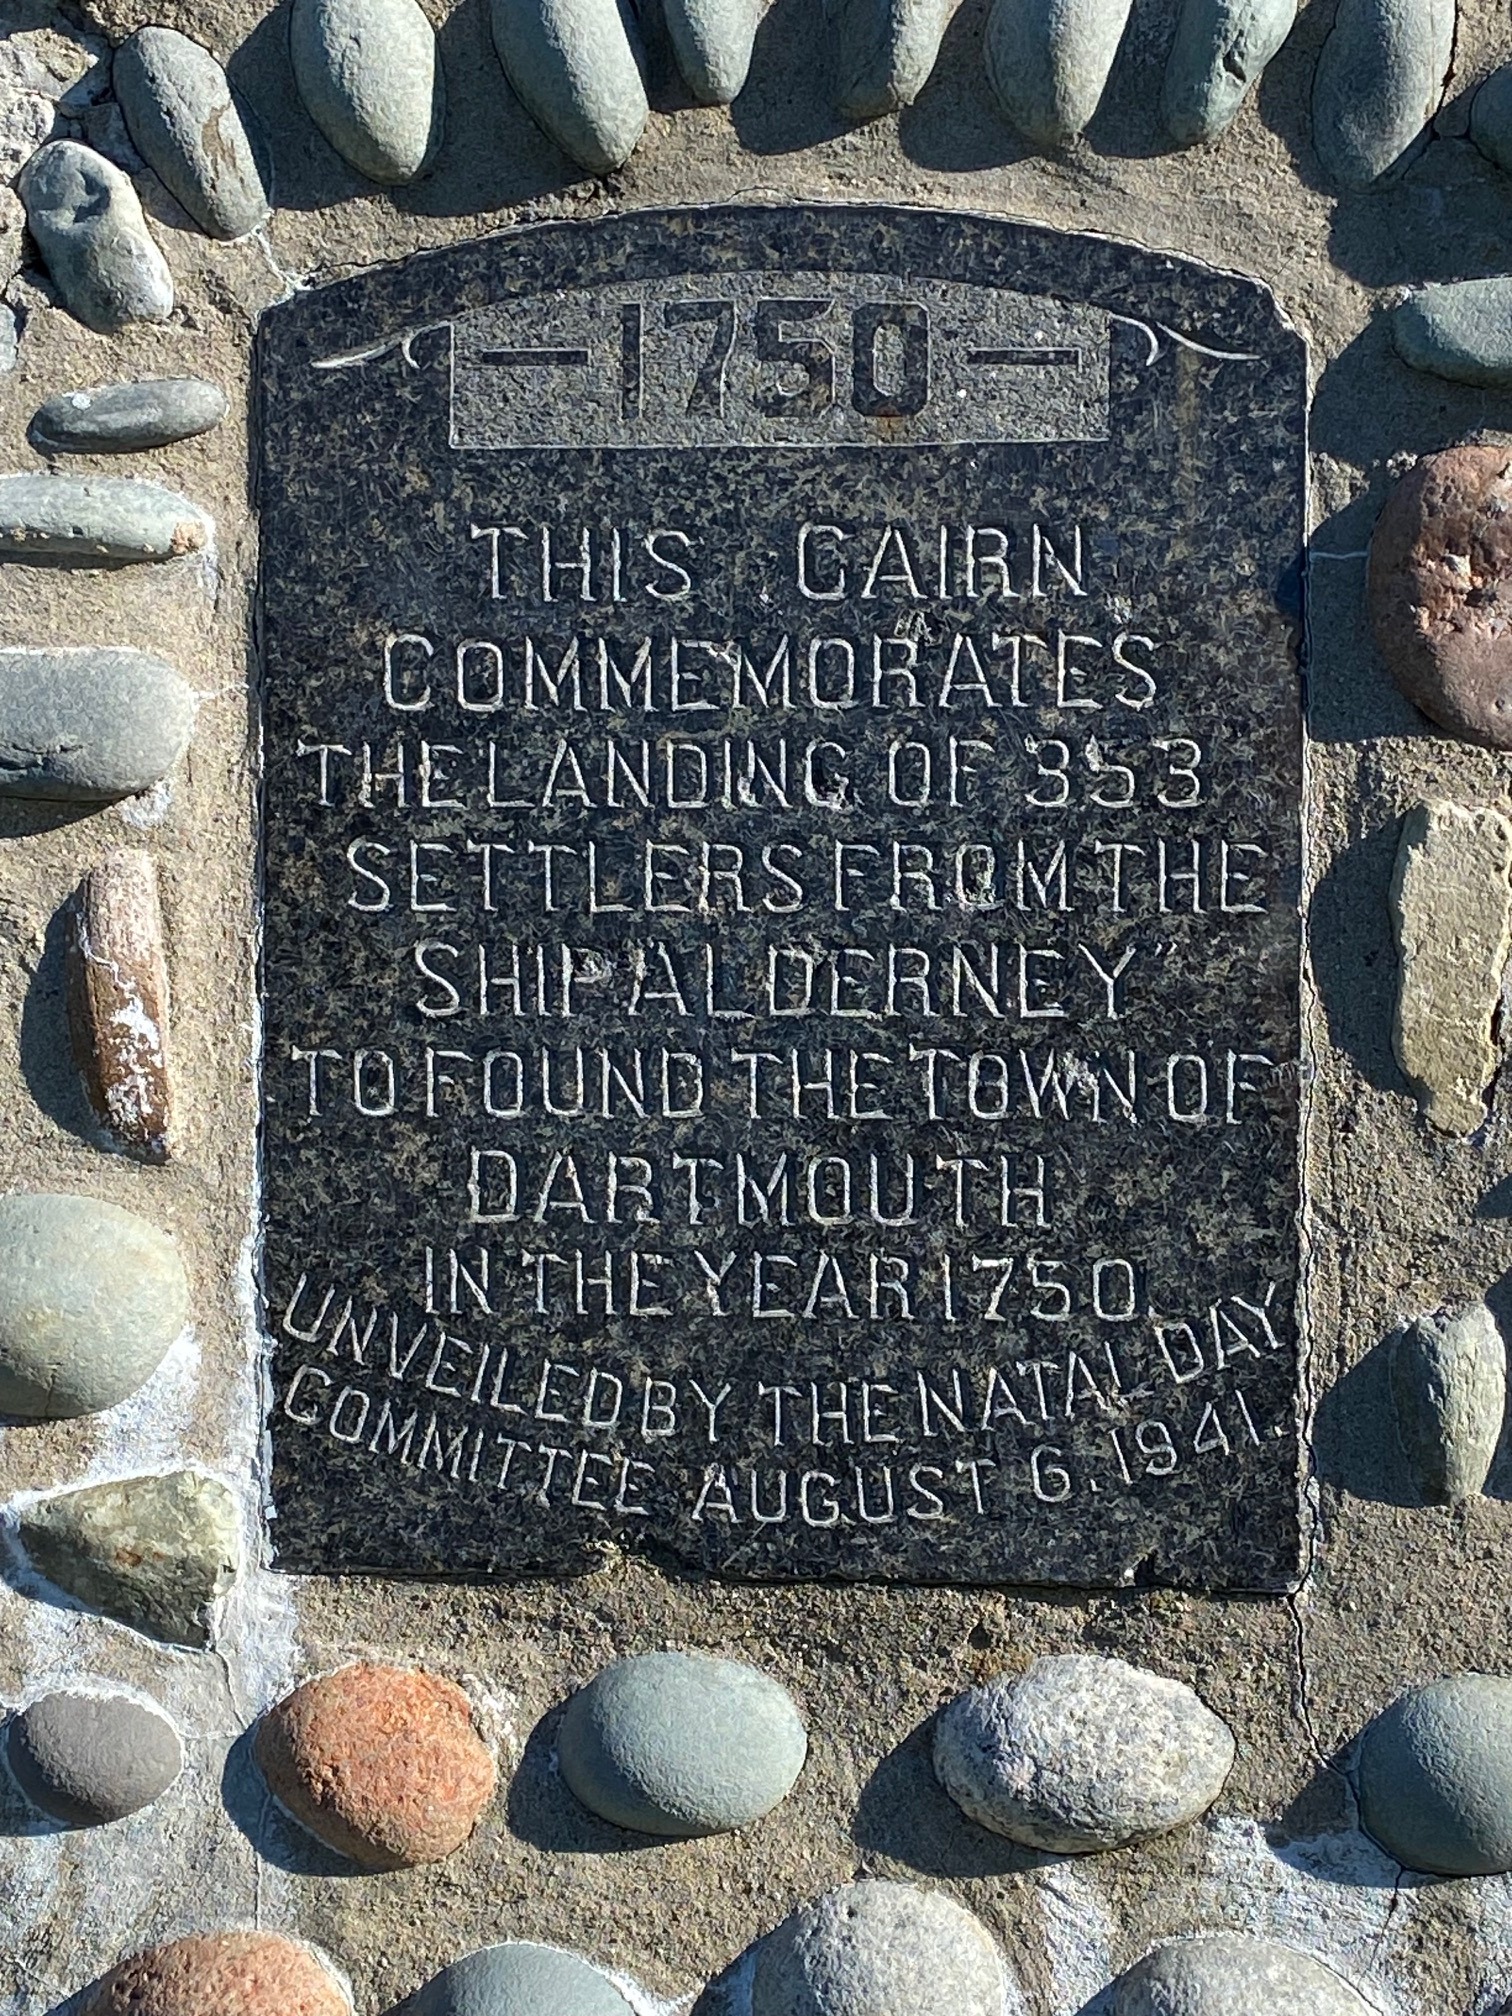 -1750-
THIS CAIRN
COMMEMORATES
THE LANDING OF 353
SETTLERS FROM THE
SHIP "ALDERNEY"
TO FOUND THE TOWN OF
DARTMOUTH
IN THE YEAR 1750.
UNVEILED BY THE NATAL DAY
COMMITTEE AUGUST 6. 1941.